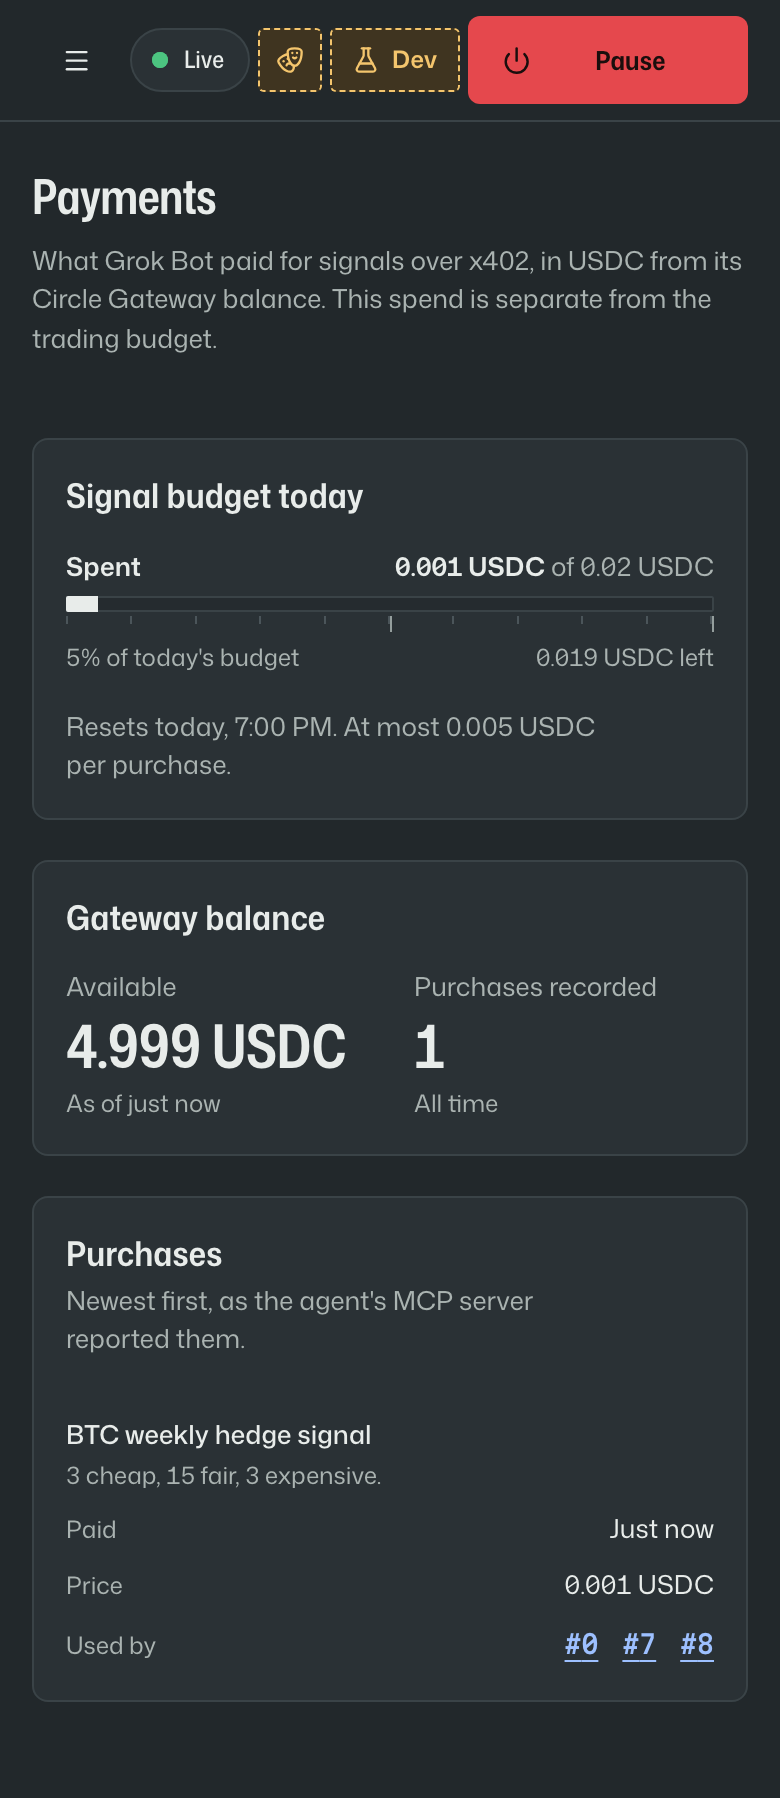 Live
Dev
Pause
Payments
What Grok Bot paid for signals over x402, in USDC from its
Circle Gateway balance. This spend is separate from the
trading budget.
Signal budget today
Spent
0.001 USDC of 0.02 USDC
5% of today's budget
0.019 USDC left
Resets today, 7:00 PM. At most 0.005 USDC
per purchase.
Gateway balance
Available
Purchases recorded
4.999 USDC
1
As of just now
All time
Purchases
Newest first, as the agent's MCP server
reported them.
BTC weekly hedge signal
3 cheap, 15 fair, 3 expensive.
Paid
Just now
Price
0.001 USDC
Used by
#0 #7 #8